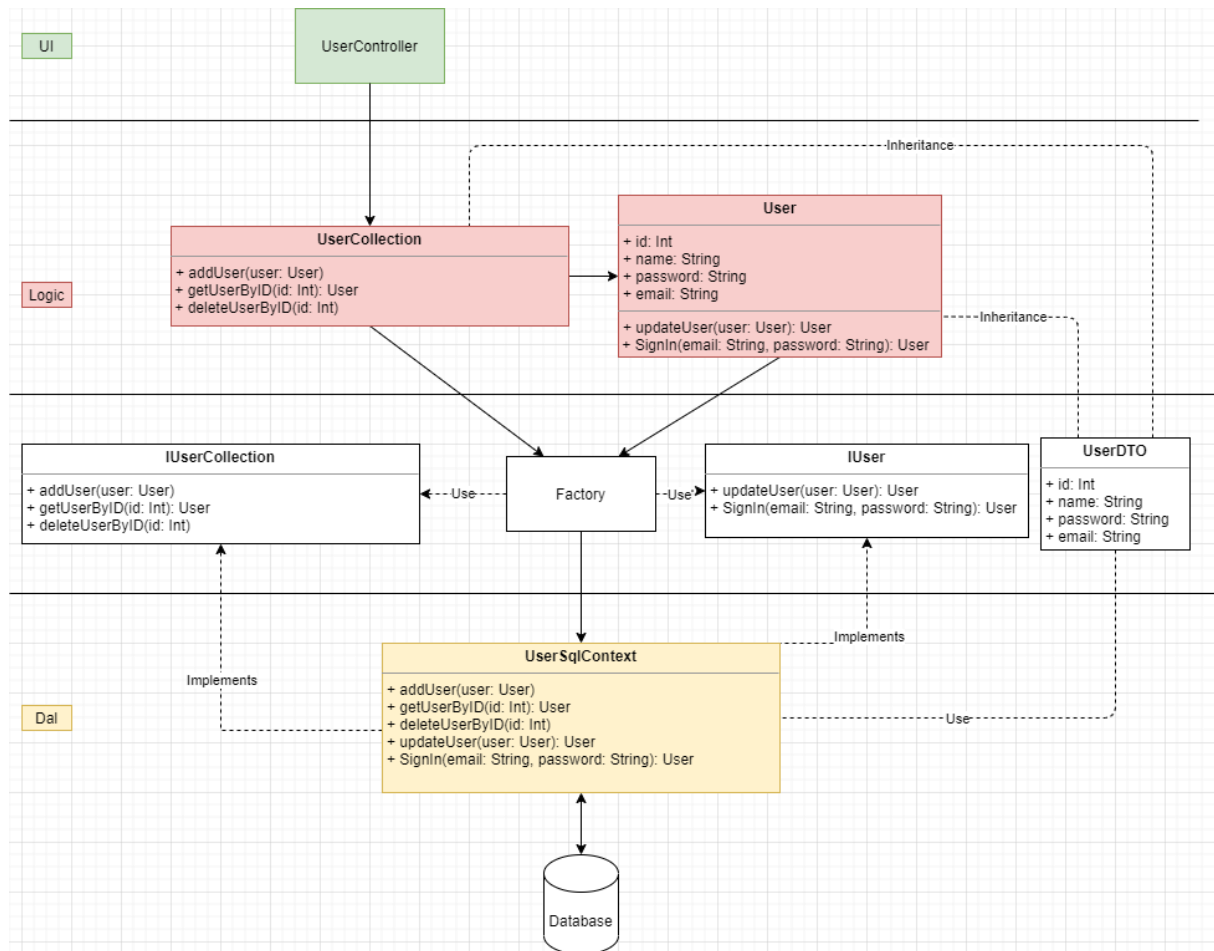 UI
UserController
Inheritance
Logic
UserCollection
+ addUser(user: User)
+ getUserByID(id: Int): User
+ deleteUserByID(id: Int)
User
+ id: Int
+ name: String
+ password: String
+ email: String
+ updateUser(user: User): User
+ SignIn(email: String, password: String): User
Inheritance
IUserCollection
+ addUser(user: User)
+ getUserByID(id: Int): User
+ deleteUserByID(id: Int)
Use
Factory
Use
IUser
+ updateUser(user: User): User
+ SignIn(email: String, password: String): User
UserDTO
+ id: Int
+ name: String
+ password: String
+ email: String
Implements
Implements
Dal
UserSqlContext
+ addUser(user: User)
+ getUserByID(id: Int): User
+ deleteUserByID(id: Int)
+ updateUser(user: User): User
+ SignIn(email: String, password: String): User
Use
Database